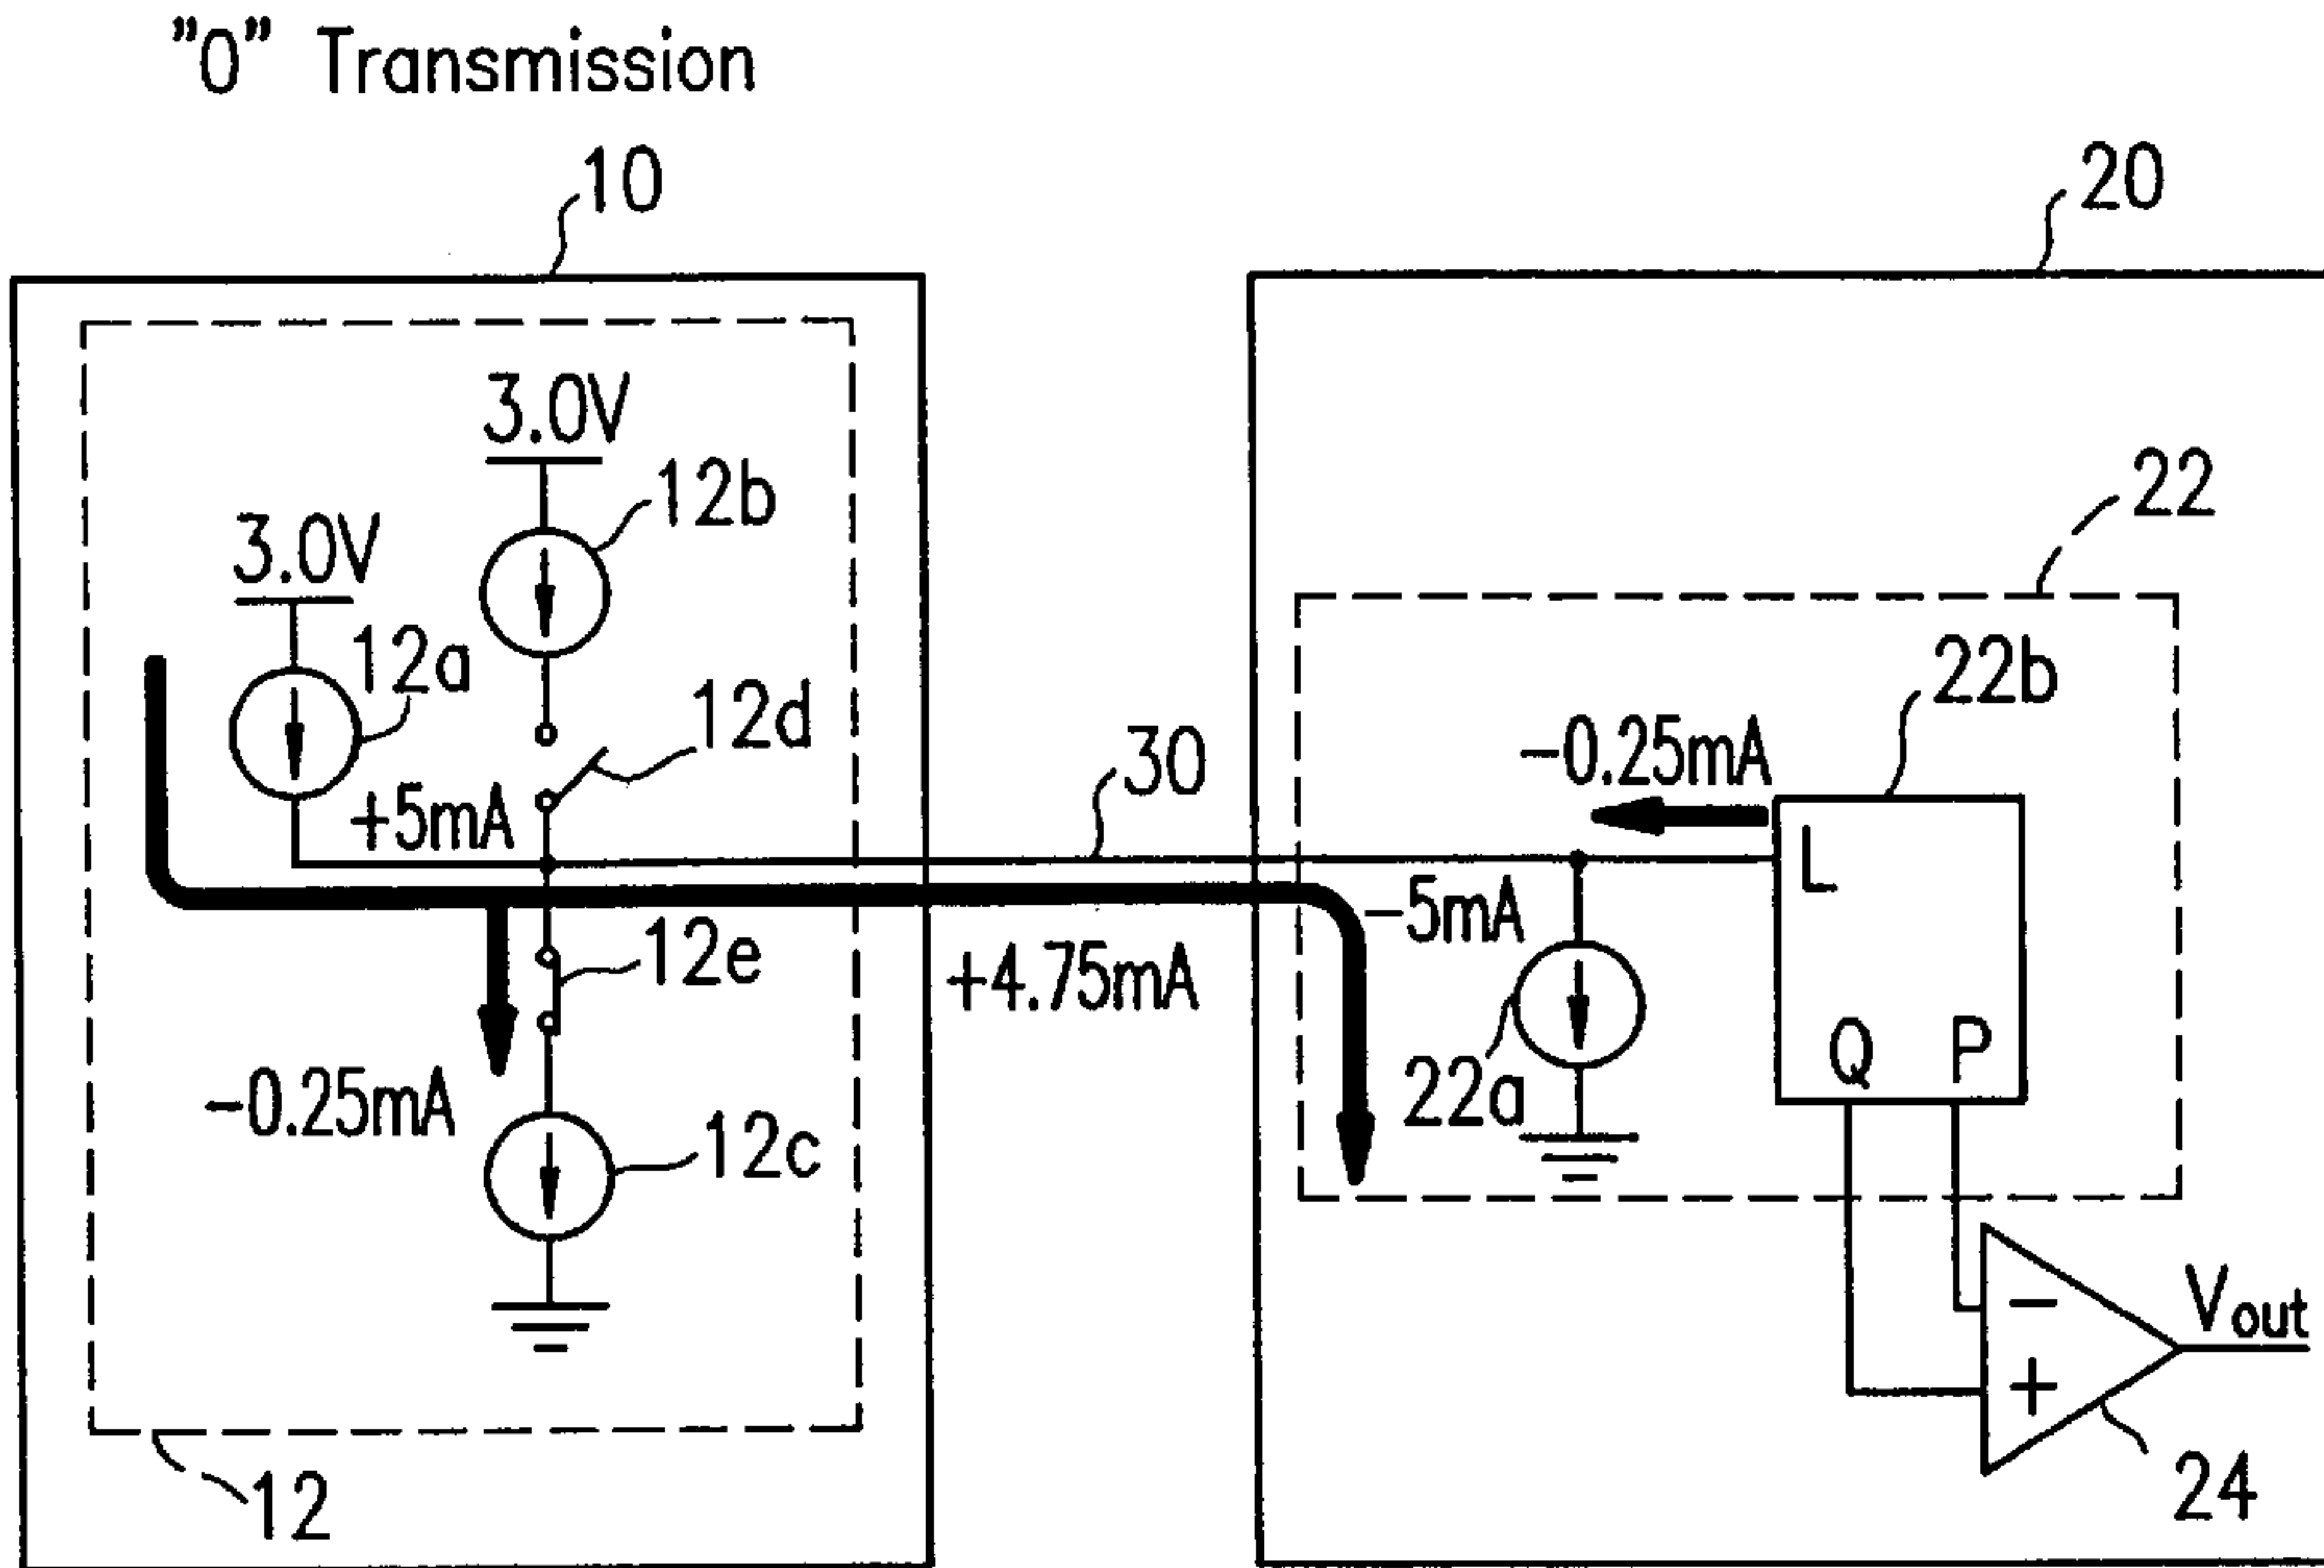 "0" Transmission
10
20
3.0V
12b
22
3.0V
12a
22b
12d
-0.25mA
30
+5mA
L
-5mA
12e
+4.75mA
Q P
22a
-0.25mA
12c
−
Vout
+
12
24